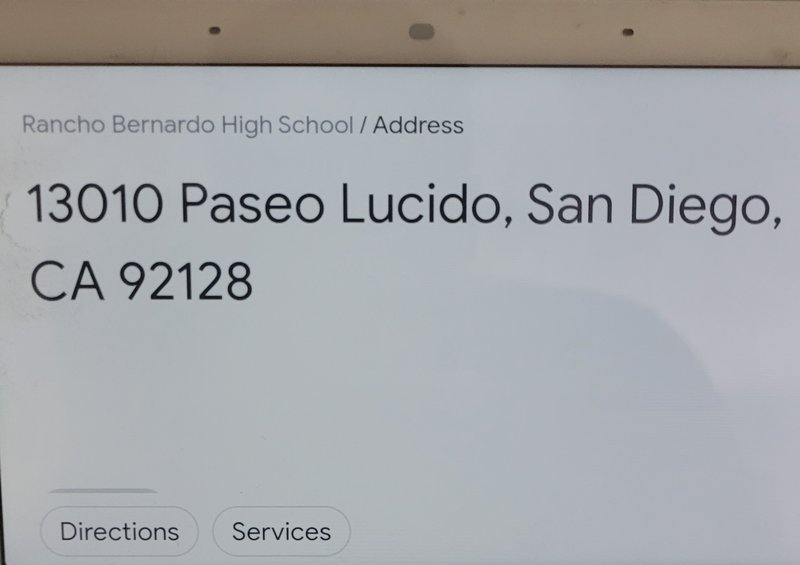 Rancho Bernardo High School / Address
13010 Paseo Lucido, San Diego,
CA 92128
Directions
Services